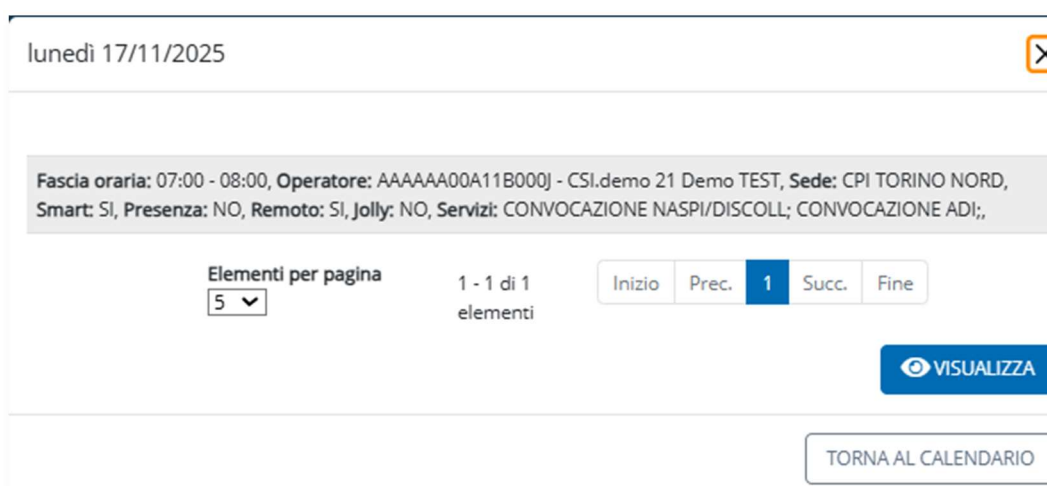 lunedì 17/11/2025
Fascia oraria: 07:00 - 08:00, Operatore: AAAAAA00A11B000J - CSI.demo 21 Demo TEST, Sede: CPI TORINO NORD,
Smart: SI, Presenza: NO, Remoto: SI, Jolly: NO, Servizi: CONVOCAZIONE NASPI/DISCOLL; CONVOCAZIONE ADI;,
Elementi per pagina
5
1 - 1 di 1
elementi
Inizio Prec. 1 Succ. Fine
VISUALIZZA
TORNA AL CALENDARIO